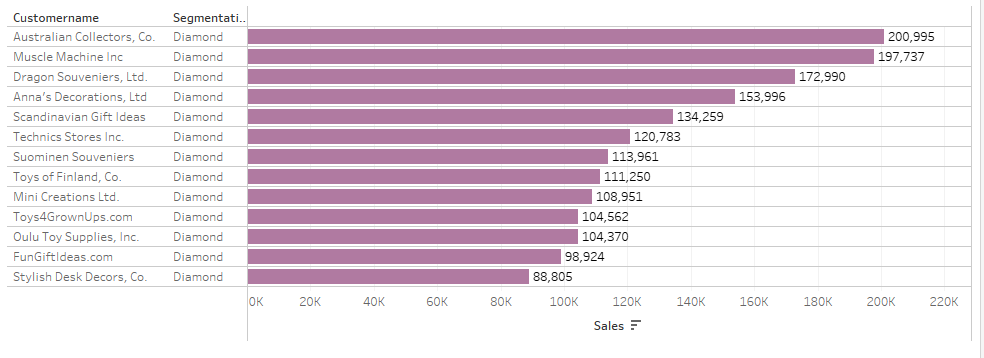 Customername Segmentati..
Australian Collectors, Co. Diamond 200,995
Muscle Machine Inc Diamond 197,737
Dragon Souveniers, Ltd. Diamond 172,990
Anna's Decorations, Ltd Diamond 153,996
Scandinavian Gift Ideas Diamond 134,259
Technics Stores Inc. Diamond 120,783
Suominen Souveniers Diamond 113,961
Toys of Finland, Co. Diamond 111,250
Mini Creations Ltd. Diamond 108,951
Toys4GrownUps.com Diamond 104,562
Oulu Toy Supplies, Inc. Diamond 104,370
FunGiftIdeas.com Diamond 98,924
Stylish Desk Decors, Co. Diamond 88,805
0K 20K 40K 60K 80K 100K 120K 140K 160K 180K 200K 220K
Sales